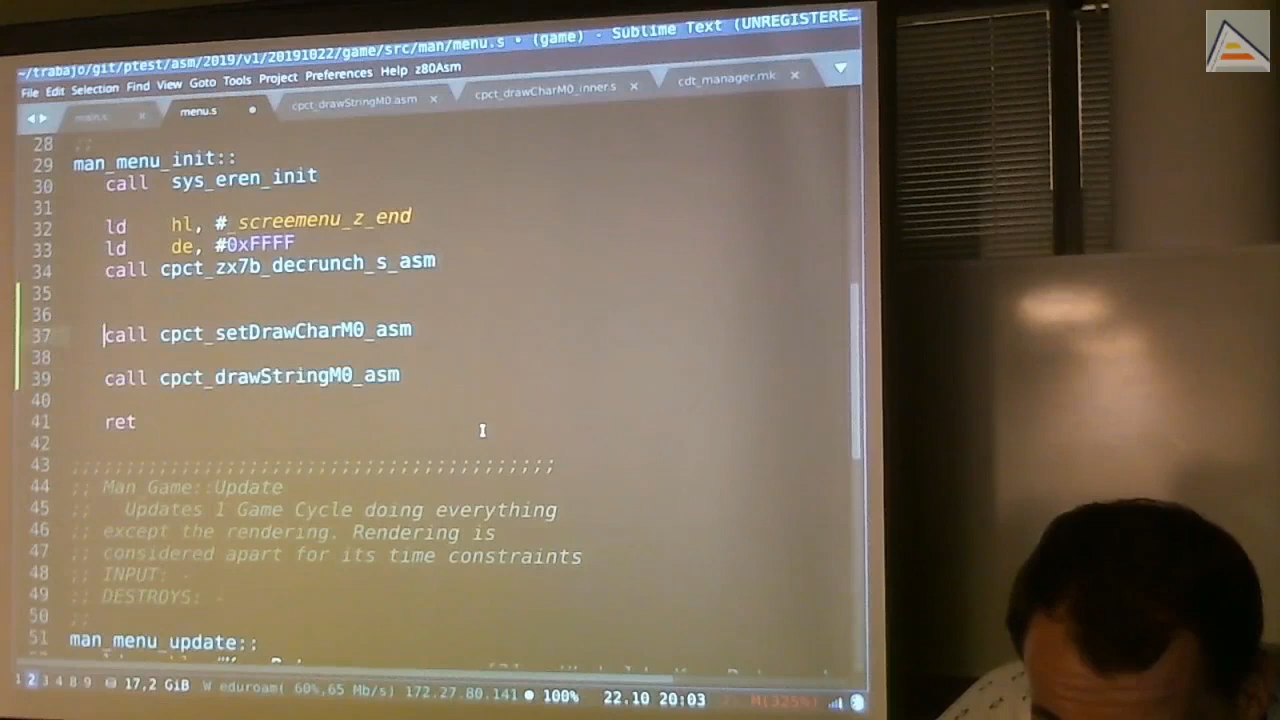 ~/trabajo/git/ptest/asm/2019/v1/20191022/game/src/man/menu.s • (game) - Sublime Text (UNREGISTERE…
File Edit Selection Find View Goto Tools Project Preferences Help z80Asm
menu.s cpct_drawStringM0.asm cpct_drawCharM0_inner.s cdt_manager.mk
28 ;;
29 man_menu_init::
30 call sys_eren_init
31
32 ld hl, #_screemenu_z_end
33 ld de, #0xFFFF
34 call cpct_zx7b_decrunch_s_asm
35
36
37 call cpct_setDrawCharM0_asm
38
39 call cpct_drawStringM0_asm
40
41 ret
42
43 ;;;;;;;;;;;;;;;;;;;;;;;;;;;;;;;;;;;;;;;;
44 ;; Man Game::Update
45 ;; Updates 1 Game Cycle doing everything
46 ;; except the rendering. Rendering is
47 ;; considered apart for its time constraints
48 ;; INPUT: -
49 ;; DESTROYS: -
50 ;;
51 man_menu_update::
1 2 3 4 8 9 17,2 GiB W eduroam( 60%,65 Mb/s) 172.27.80.141 100% 22.10 20:03 M(325%)